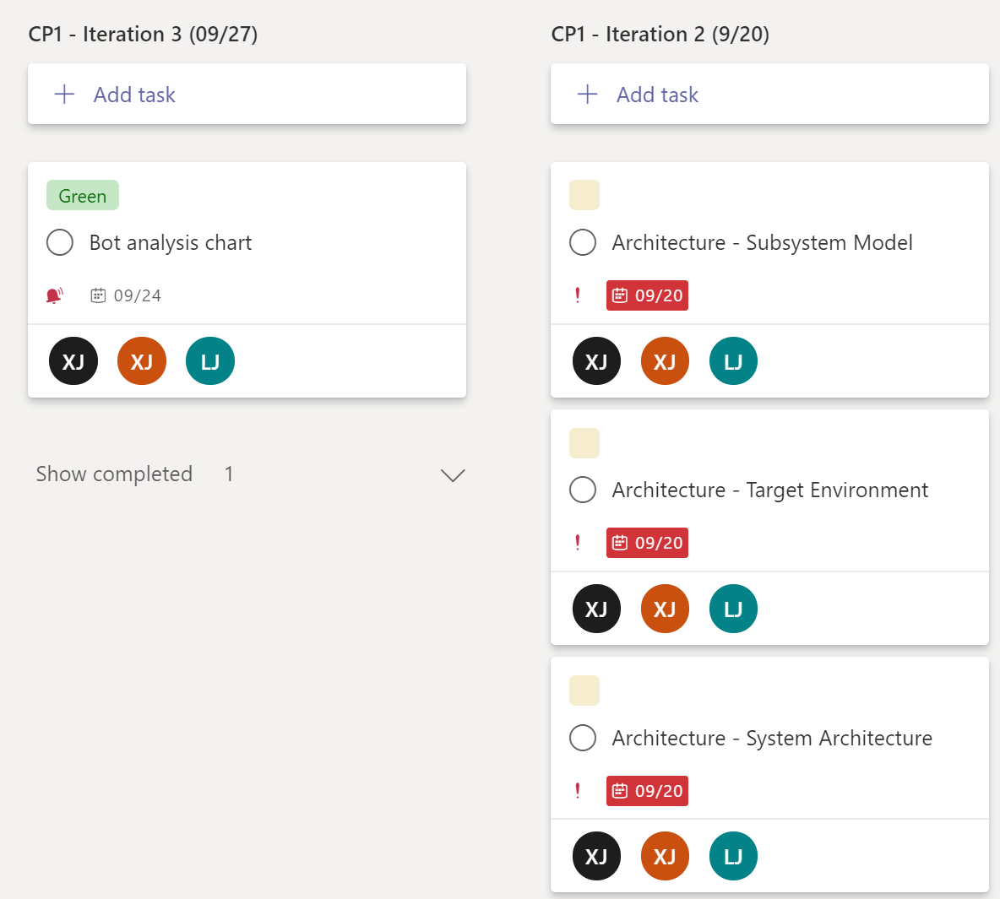 CP1 - Iteration 3 (09/27)
Add task
Green
Bot analysis chart
09/24
XJ XJ LJ
Show completed 1
CP1 - Iteration 2 (9/20)
Add task
Architecture - Subsystem Model
! 09/20
XJ XJ LJ
Architecture - Target Environment
! 09/20
XJ XJ LJ
Architecture - System Architecture
! 09/20
XJ XJ LJ